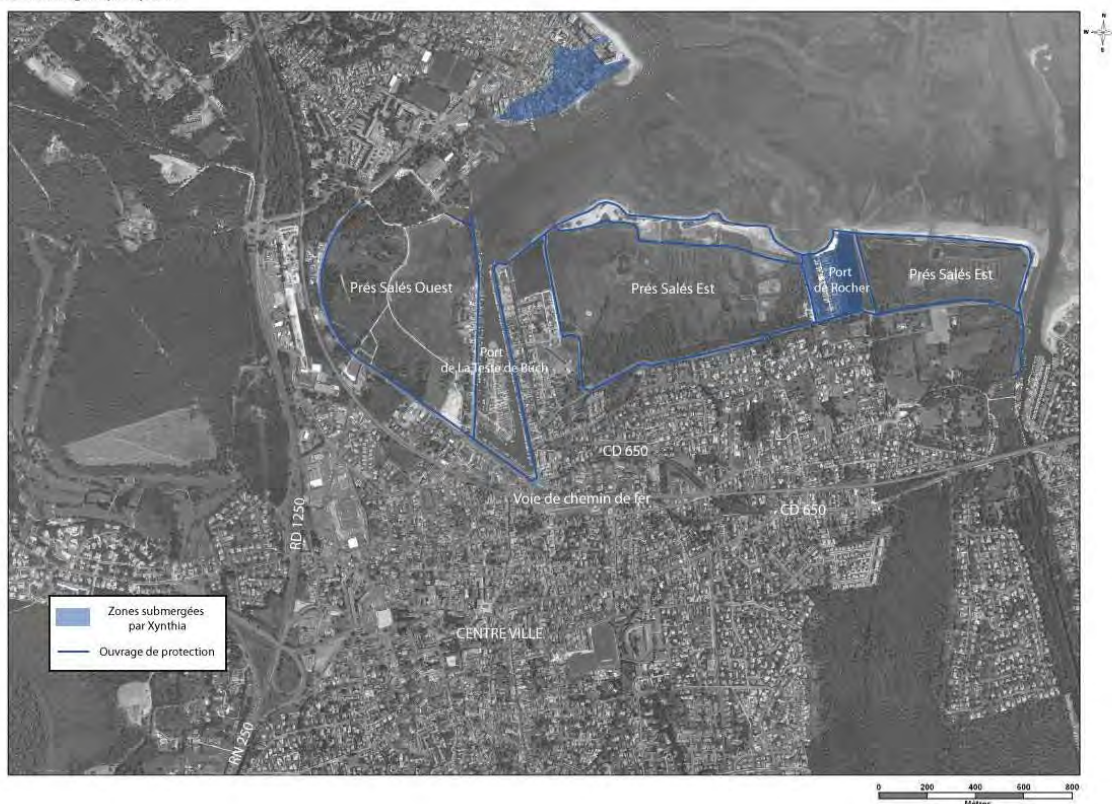 N
W
E
S
Prés Salés Ouest
Prés Salés Est
Port
de Rocher
Prés Salés Est
Port
de La Teste de Buch
CD 650
Voie de chemin de fer
CD 650
RD 1250
Zones submergées
par Xynthia
Ouvrage de protection
CENTRE VILLE
RN 250
0 200 400 600 800
Mètres